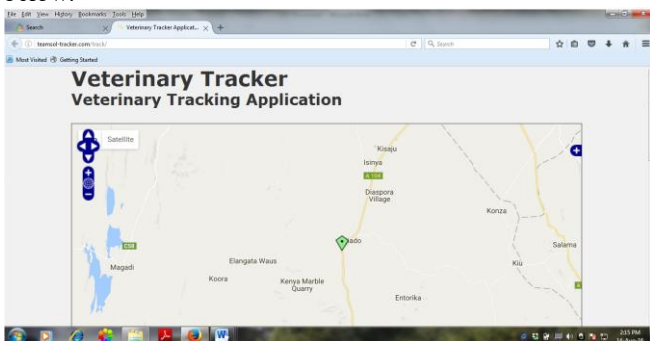 File Edit View History Bookmarks Tools Help
Search
Veterinary Tracker Applicat...
teamsol-tracker.com/track/
Search
Most Visited Getting Started
Veterinary Tracker
Veterinary Tracking Application
Satellite
Kisaju
Isinya
A 104
Diaspora
Village
Konza
ado
Salama
C58
Magadi
Elangata Waus
Kiu
Koora
Kenya Marble
Quarry
Entorika
2:15 PM